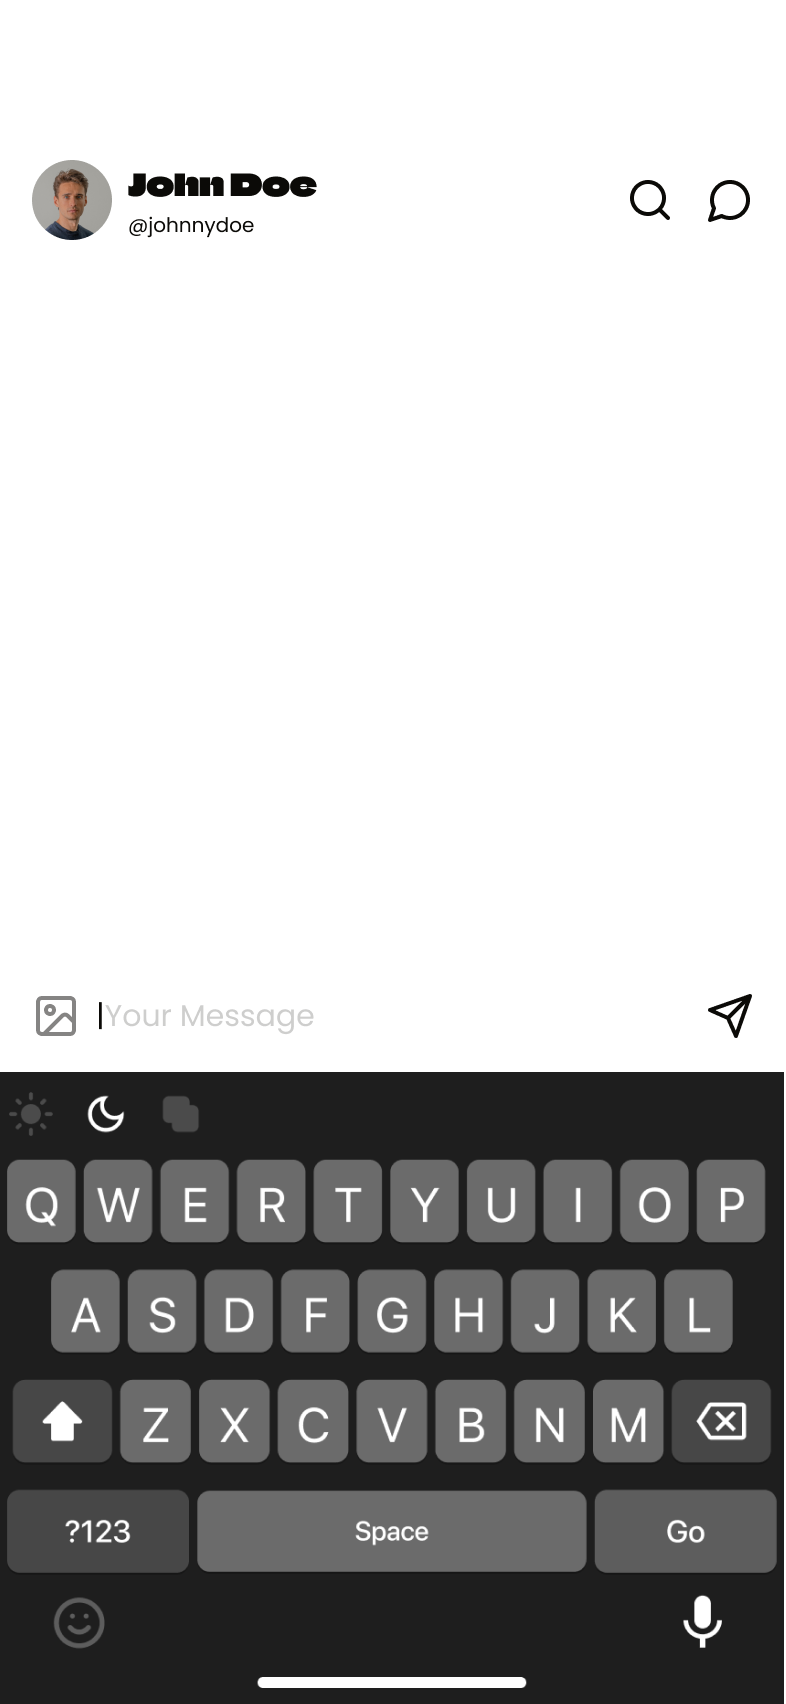 John Doe
@johnnydoe
Your Message
Q W E R T Y U I O P
A S D F G H J K L
Z X C V B N M
?123 Space Go